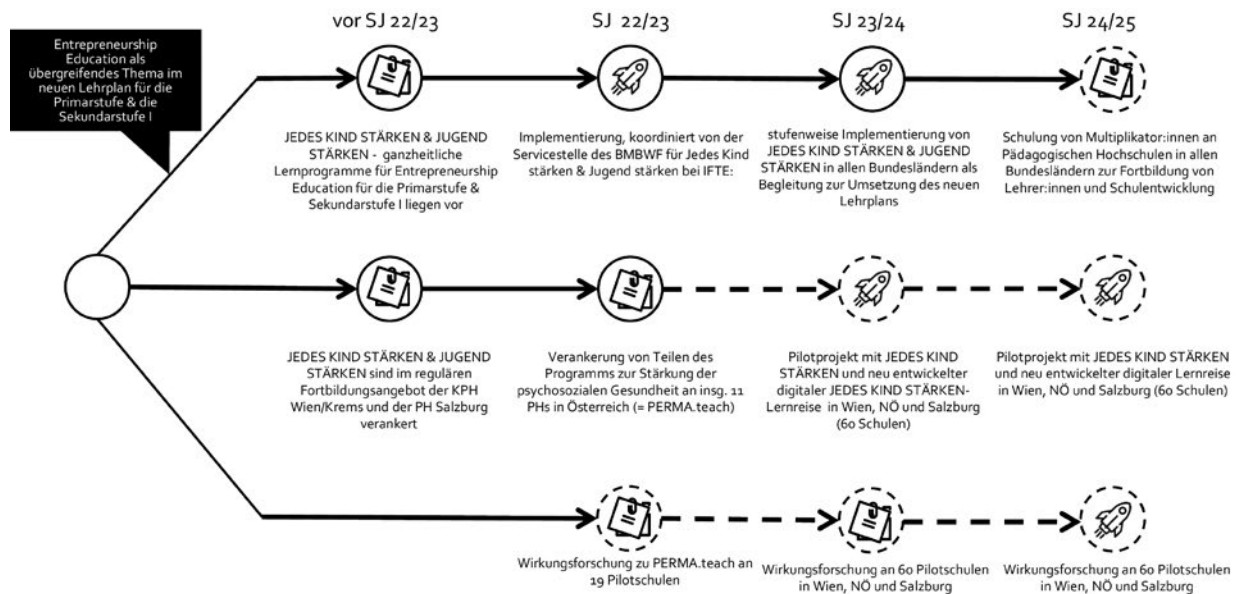 vor SJ 22/23
SJ 22/23
SJ 23/24
SJ 24/25
Entrepreneurship
Education als
übergreifendes Thema im
neuen Lehrplan für die
Primarstufe & die
Sekundarstufe I
JEDES KIND STÄRKEN & JUGEND
STÄRKEN - ganzheitliche
Lernprogramme für Entrepreneurship
Education für die Primarstufe &
Sekundarstufe I liegen vor
Implementierung, koordiniert von der
Servicestelle des BMBWF für Jedes Kind
stärken & Jugend stärken bei IFTE:
stufenweise Implementierung von
JEDES KIND STÄRKEN & JUGEND
STÄRKEN in allen Bundesländern als
Begleitung zur Umsetzung des neuen
Lehrplans
Schulung von Multiplikator:innen an
Pädagogischen Hochschulen in allen
Bundesländern zur Fortbildung von
Lehrer:innen und Schulentwicklung
JEDES KIND STÄRKEN & JUGEND
STÄRKEN sind im regulären
Fortbildungsangebot der KPH
Wien/Krems und der PH Salzburg
verankert
Verankerung von Teilen des
Programms zur Stärkung der
psychosozialen Gesundheit an insg. 11
PHs in Österreich (= PERMA.teach)
Pilotprojekt mit JEDES KIND
STÄRKEN und neu entwickelter
digitaler JEDES KIND STÄRKEN-
Lernreise in Wien, NÖ und Salzburg
(60 Schulen)
Pilotprojekt mit JEDES KIND STÄRKEN
und neu entwickelter digitaler Lernreise
in Wien, NÖ und Salzburg (60 Schulen)
Wirkungsforschung zu PERMA.teach an
19 Pilotschulen
Wirkungsforschung an 60 Pilotschulen
in Wien, NÖ und Salzburg
Wirkungsforschung an 60 Pilotschulen
in Wien, NÖ und Salzburg